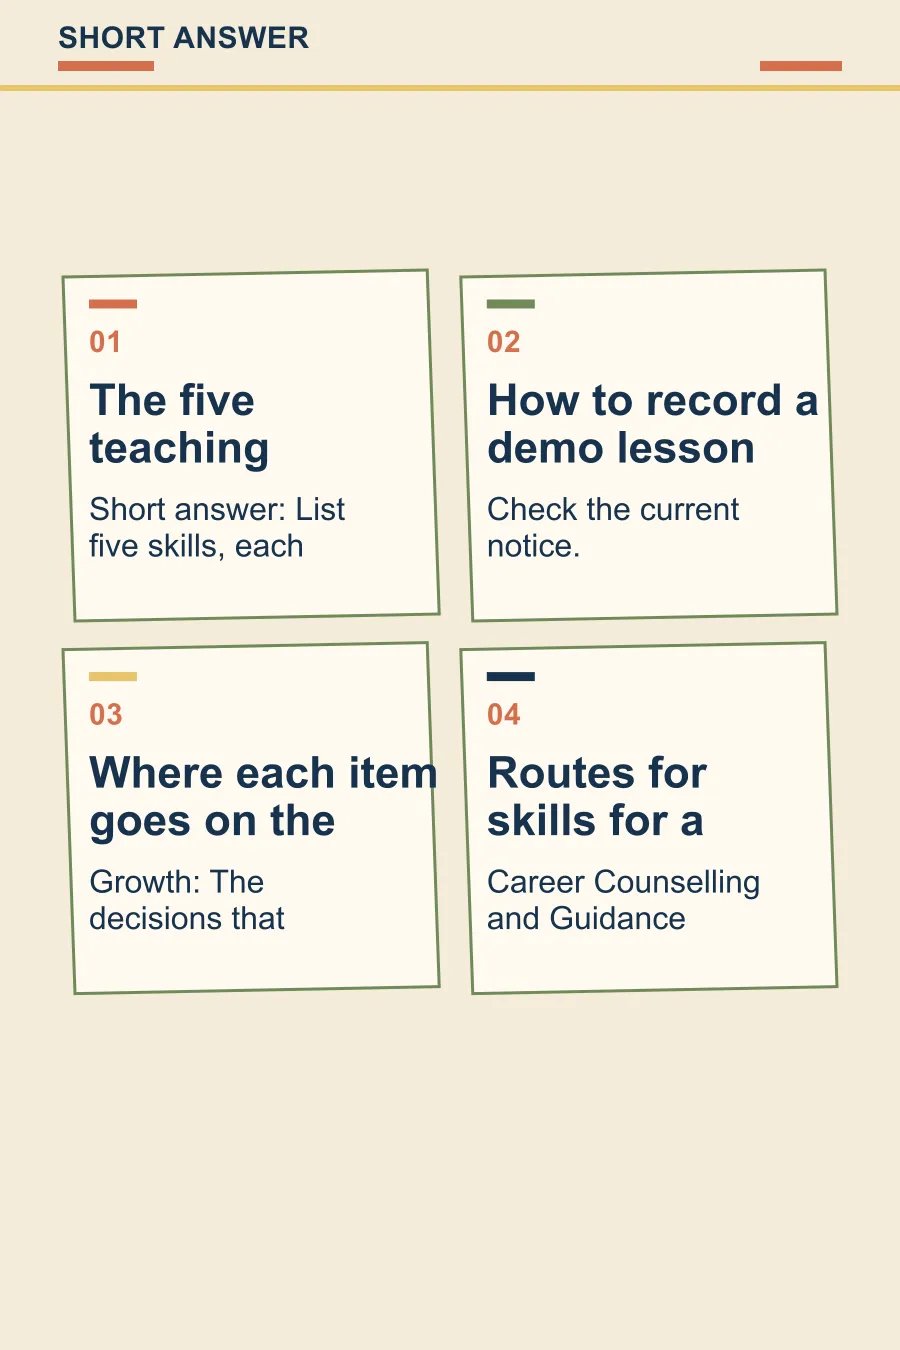 SHORT ANSWER
01
The five
teaching
Short answer: List
five skills, each
02
How to record a
demo lesson
Check the current
notice.
03
Where each item
goes on the
Growth: The
decisions that
04
Routes for
skills for a
Career Counselling
and Guidance